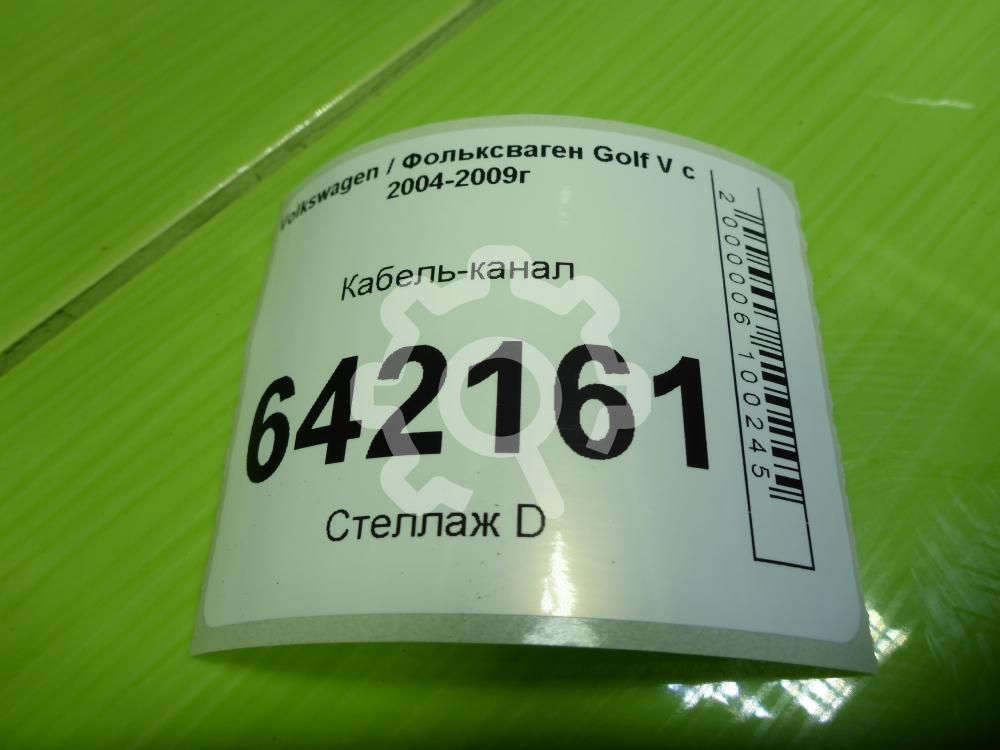 Volkswagen / Фольксваген Golf V с
2004-2009г
Кабель-канал
642161
Стеллаж D
2000006100245